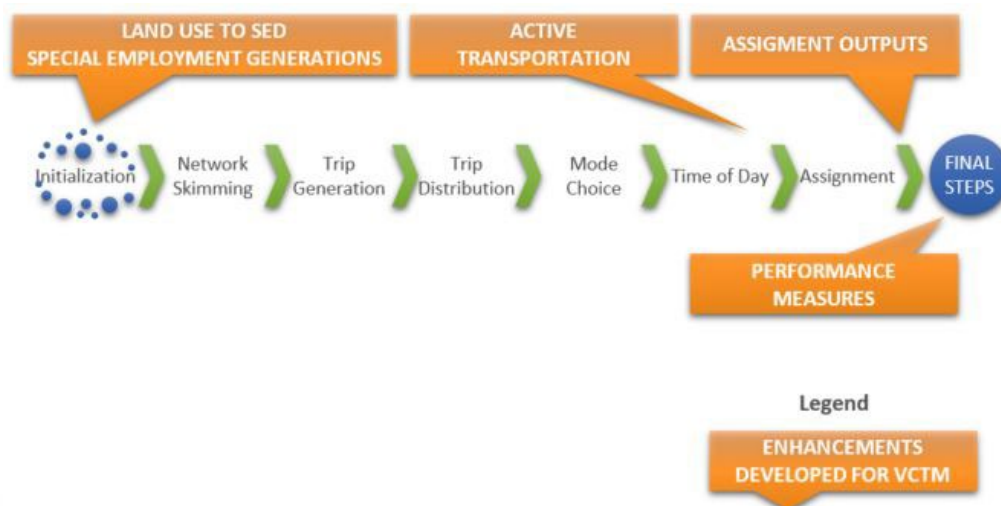 LAND USE TO SED
SPECIAL EMPLOYMENT GENERATIONS
ACTIVE
TRANSPORTATION
ASSIGMENT OUTPUTS
Initialization
Network
Skimming
Trip
Generation
Trip
Distribution
Mode
Choice
Time of Day
Assignment
FINAL
STEPS
PERFORMANCE
MEASURES
Legend
ENHANCEMENTS
DEVELOPED FOR VCTM